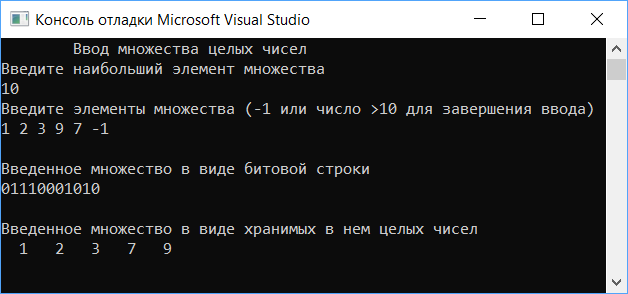 Консоль отладки Microsoft Visual Studio
Ввод множества целых чисел
Введите наибольший элемент множества
10
Введите элементы множества (-1 или число >10 для завершения ввода)
1 2 3 9 7 -1
Введенное множество в виде битовой строки
01110001010
Введенное множество в виде хранимых в нем целых чисел
1 2 3 7 9